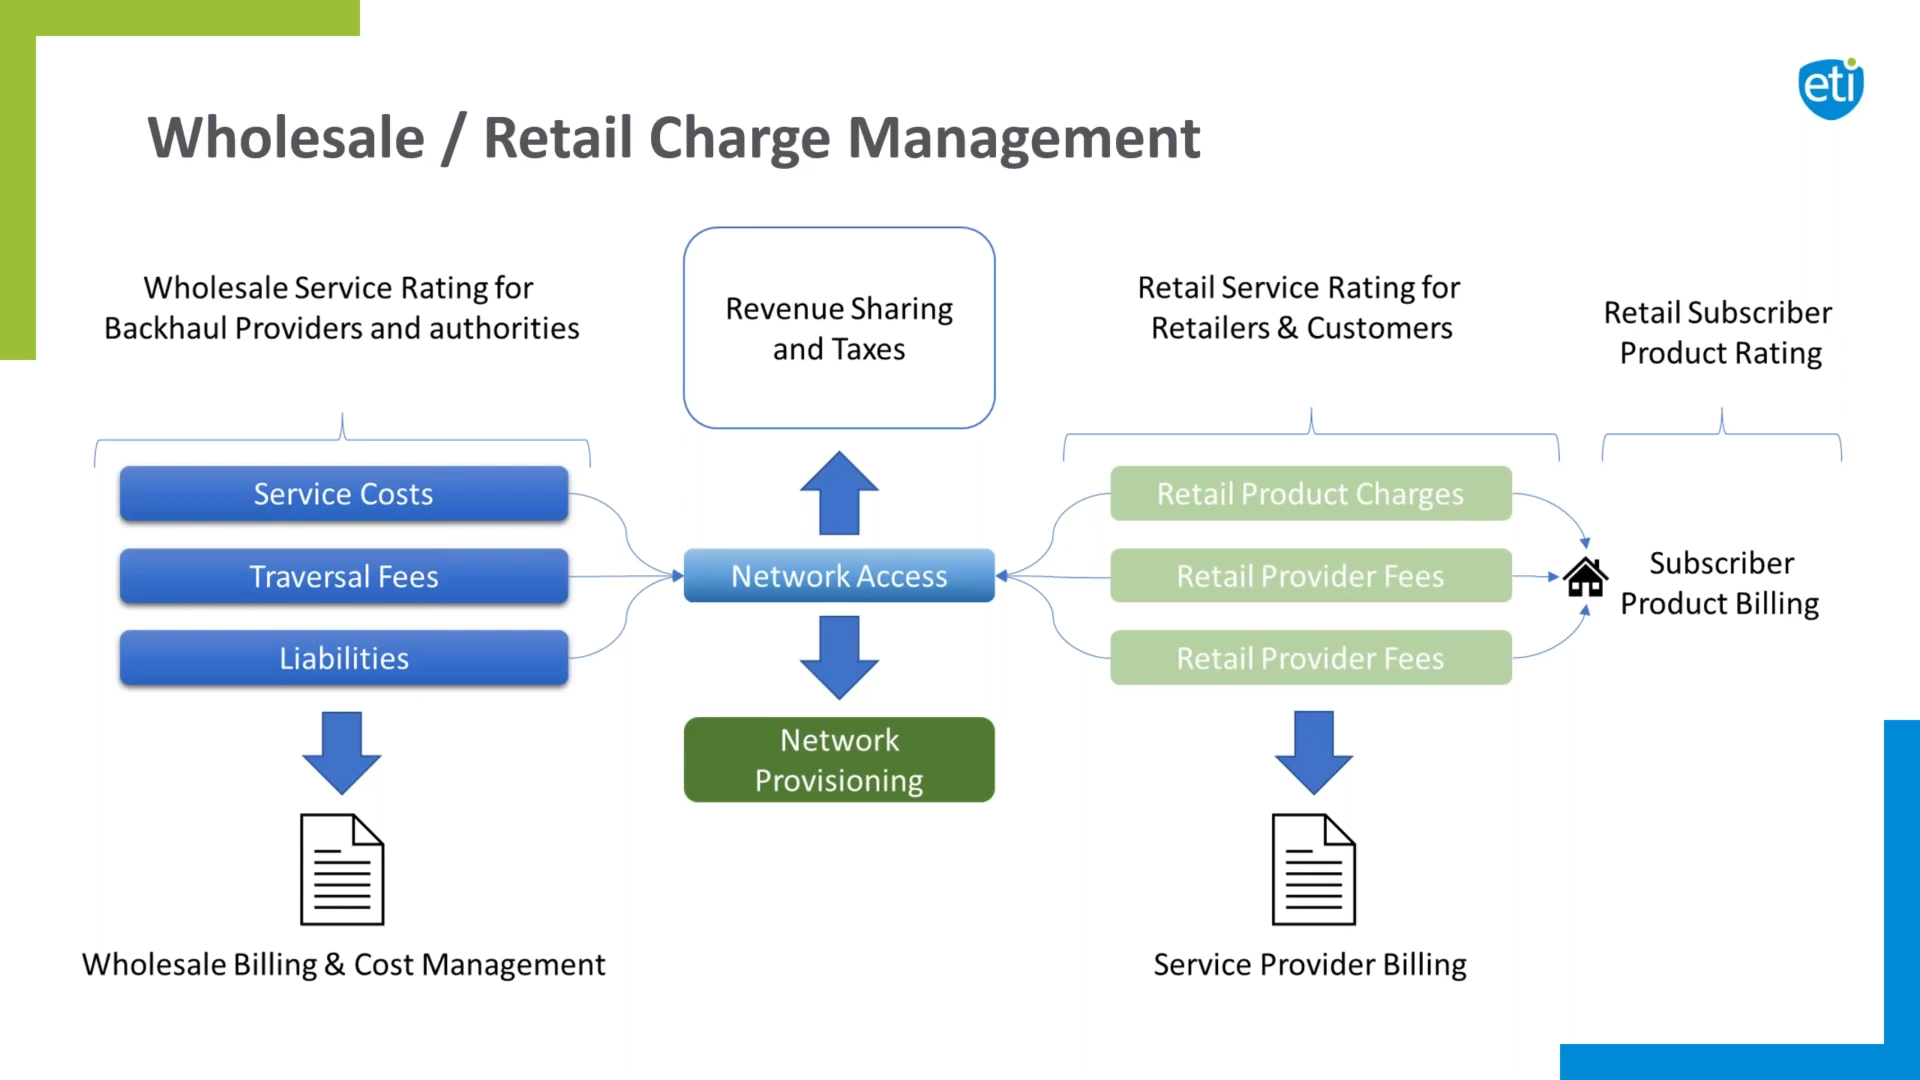 eti
Wholesale / Retail Charge Management
Wholesale Service Rating for
Backhaul Providers and authorities
Revenue Sharing
and Taxes
Retail Service Rating for
Retailers & Customers
Retail Subscriber
Product Rating
Service Costs
Traversal Fees
Liabilities
Network Access
Retail Product Charges
Retail Provider Fees
Retail Provider Fees
Subscriber
Product Billing
Network
Provisioning
Wholesale Billing & Cost Management
Service Provider Billing